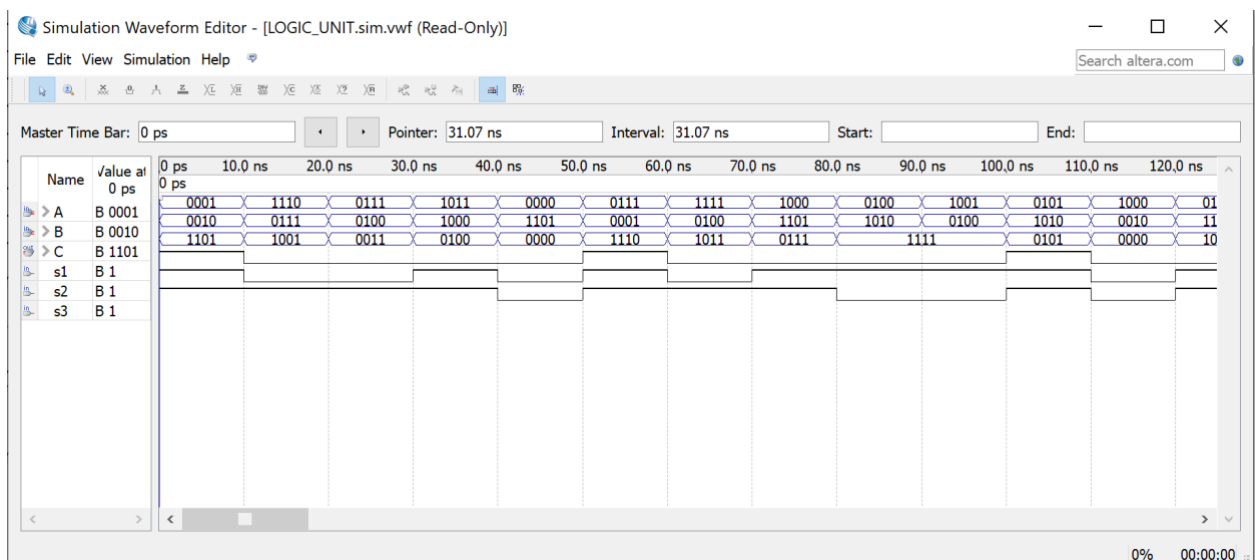 Simulation Waveform Editor - [LOGIC_UNIT.sim.vwf (Read-Only)]
File Edit View Simulation Help
Search altera.com
Master Time Bar: 0 ps Pointer: 31.07 ns Interval: 31.07 ns Start: End:
Name Value at 0 ps
0 ps 10.0 ns 20.0 ns 30.0 ns 40.0 ns 50.0 ns 60.0 ns 70.0 ns 80.0 ns 90.0 ns 100.0 ns 110.0 ns 120.0 ns
0 ps
A B 0001 0001 1110 0111 1011 0000 0111 1111 1000 0100 1001 0101 1000 01
B B 0010 0010 0111 0100 1000 1101 0001 0100 1101 1010 0100 1010 0010 11
C B 1101 1101 1001 0011 0100 0000 1110 1011 0111 1111 0101 0000 10
s1 B 1
s2 B 1
s3 B 1
0% 00:00:00